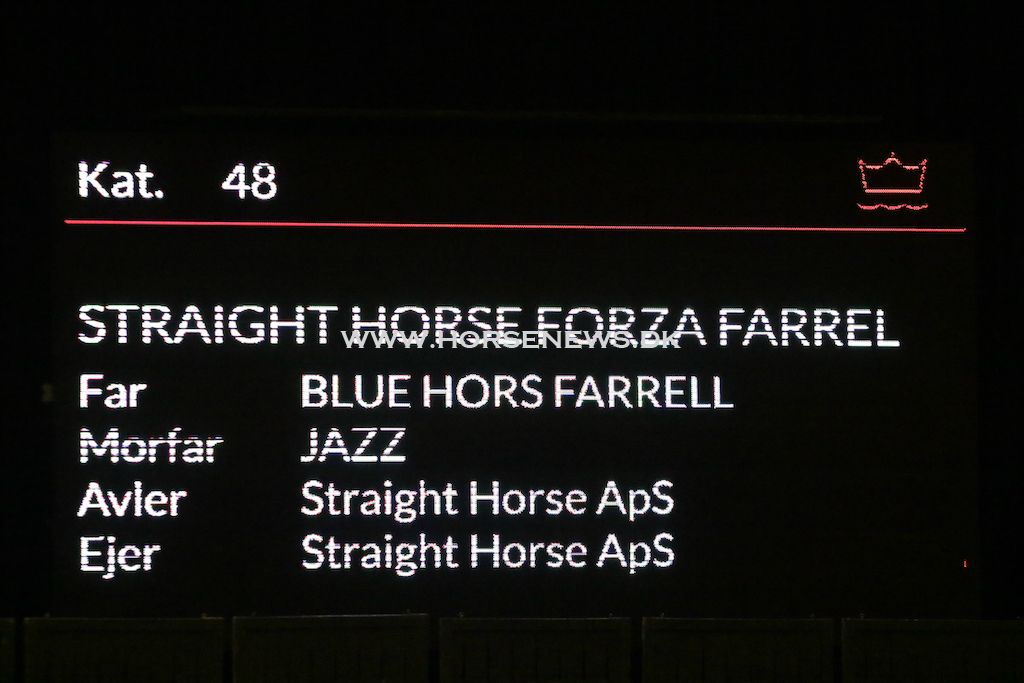 Kat. 48
STRAIGHT HORSE FORZA FARREL
WWW.HORSENEWS.DK
Far BLUE HORS FARRELL
Morfar JAZZ
Avler Straight Horse ApS
Ejer Straight Horse ApS